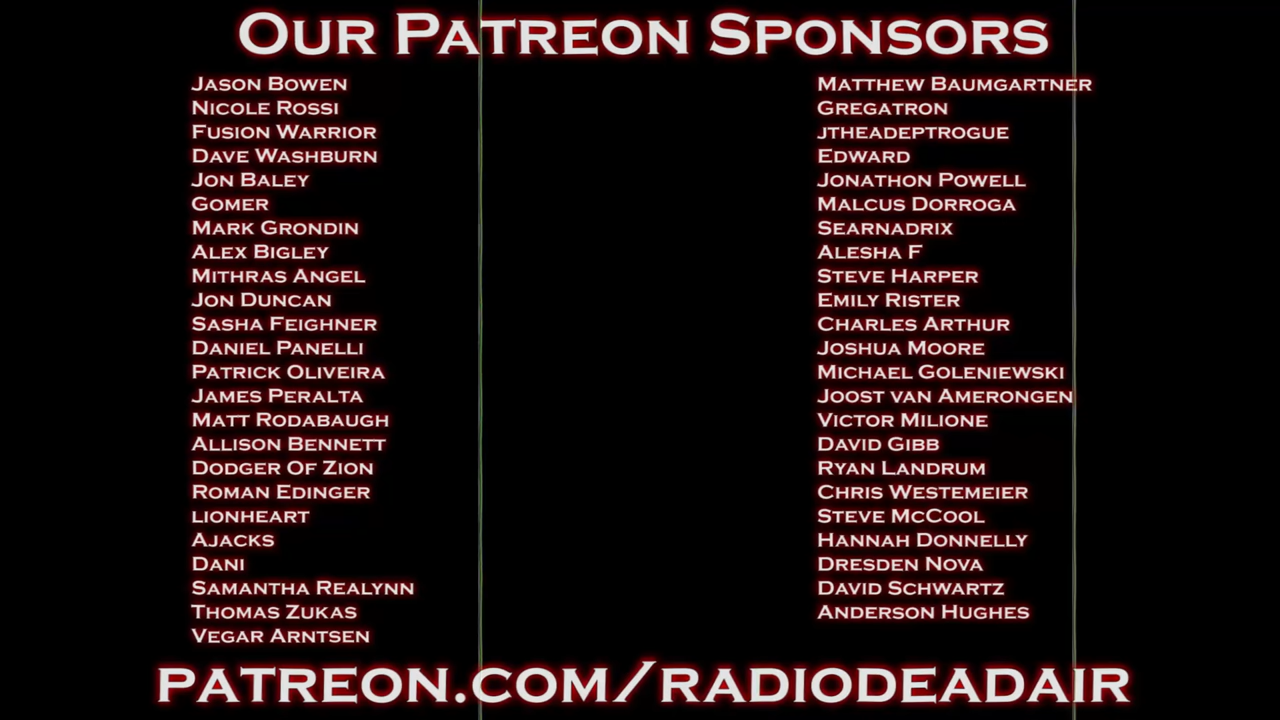 Our Patreon Sponsors
Jason Bowen
Nicole Rossi
Fusion Warrior
Dave Washburn
Jon Baley
Gomer
Mark Grondin
Alex Bigley
Mithras Angel
Jon Duncan
Sasha Feighner
Daniel Panelli
Patrick Oliveira
James Peralta
Matt Rodabaugh
Allison Bennett
Dodger Of Zion
Roman Edinger
lionheart
Ajacks
Dani
Samantha Realynn
Thomas Zukas
Vegar Arntsen
Matthew Baumgartner
Gregatron
jtheadeptrogue
Edward
Jonathon Powell
Malcus Dorroga
Searnadrix
Alesha F
Steve Harper
Emily Rister
Charles Arthur
Joshua Moore
Michael Goleniewski
Joost van Amerongen
Victor Milione
David Gibb
Ryan Landrum
Chris Westemeier
Steve McCool
Hannah Donnelly
Dresden Nova
David Schwartz
Anderson Hughes
patreon.com/radiodeadair